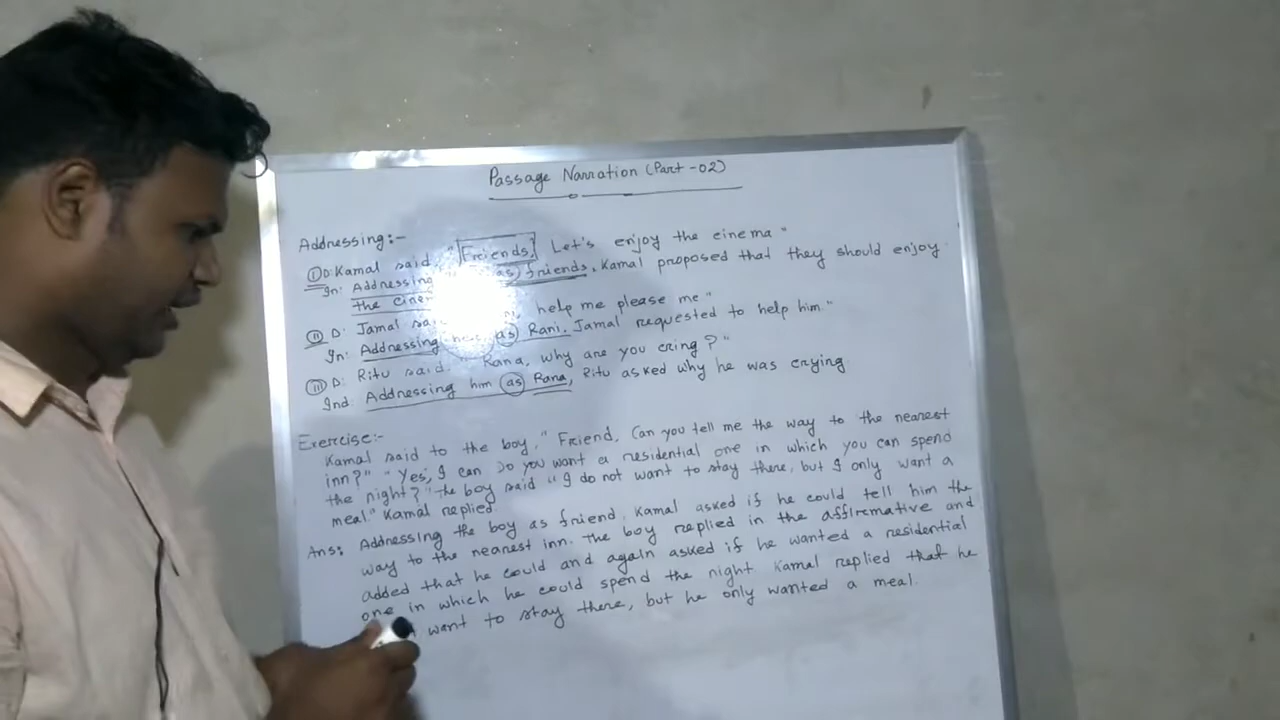 Passage Narration (Part-02)
Addressing:-
(i) D: Kamal said "Friends, Let's enjoy the cinema"
In: Addressing as friends, Kamal proposed that they should enjoy
the
(ii) D: Jamal help me please me"
In: Addressing as Rani, Jamal requested to help him."
(iii) D: Ritu said "Rana, why are you cring?"
Ind Addressing him as Rana, Ritu asked why he was crying
Exercise:-
Kamal said to the boy," Friend, Can you tell me the way to the nearest
inn?" "Yes, I can Do you want a residential one in which you can spend
the night?" the boy said "I do not want to stay there, but I only want a
meal." Kamal replied
Ans: Addressing the boy as friend, Kamal asked if he could tell him the
way to the nearest inn. the boy replied in the affirmative and
added that he could and again asked if he wanted a residential
one in which he could spend the night Kamal replied that he
want to stay there, but he only wanted a meal.